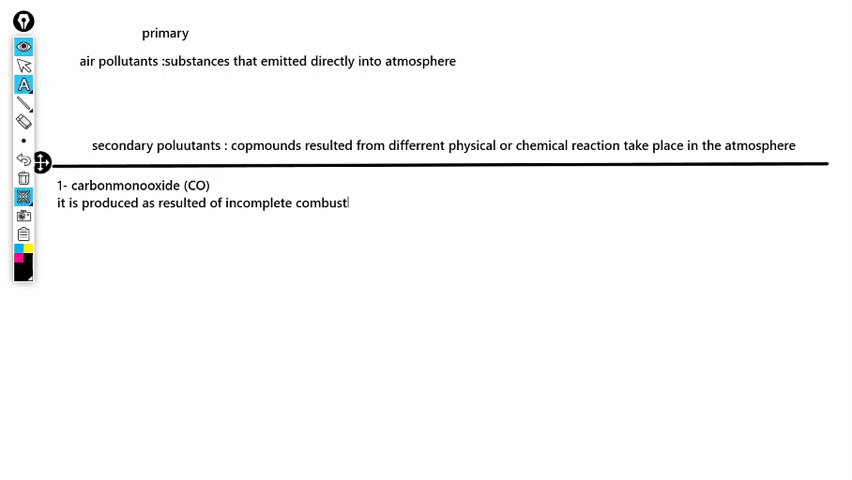 primary
air pollutants :substances that emitted directly into atmosphere
secondary poluutants : copmounds resulted from differrent physical or chemical reaction take place in the atmosphere
1- carbonmonooxide (CO)
it is produced as resulted of incomplete combust